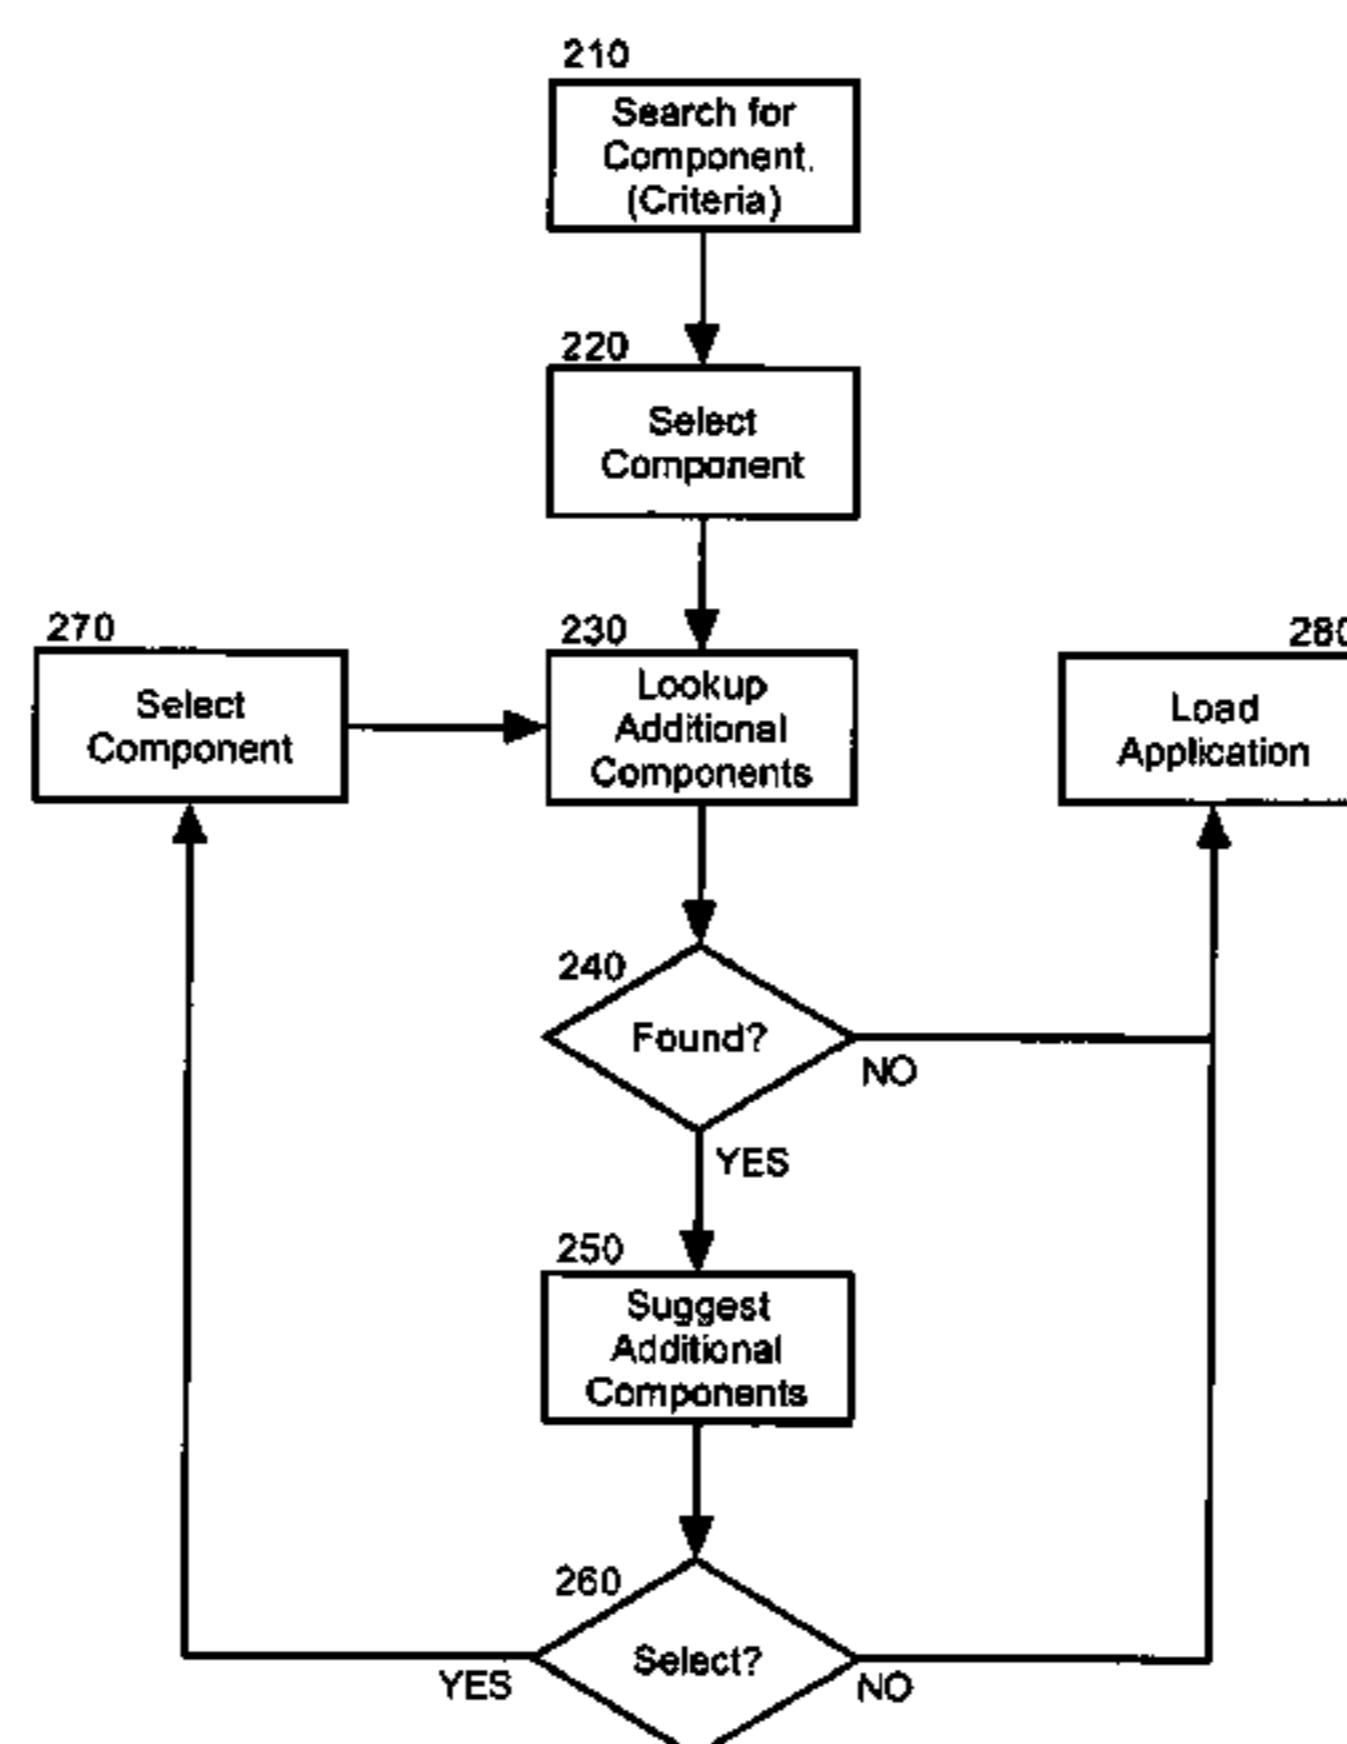 210
Search for
Component.
(Criteria)
220
Select
Component
270
Select
Component
230
Lookup
Additional
Components
280
Load
Application
240
Found?
NO
YES
250
Suggest
Additional
Components
260
Select?
YES
NO